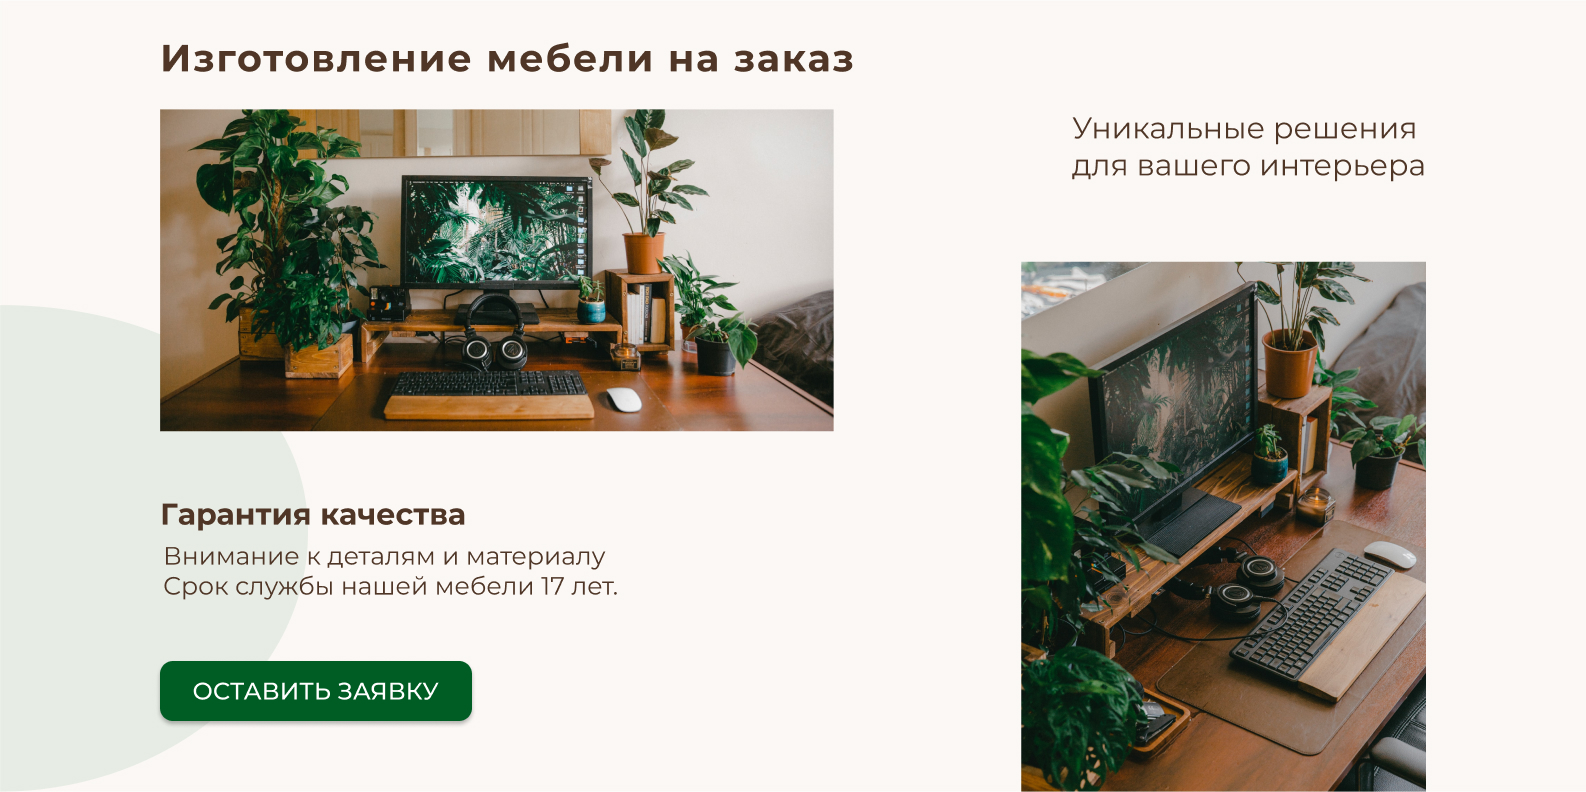 Изготовление мебели на заказ
Уникальные решения
для вашего интерьера
Гарантия качества
Внимание к деталям и материалу
Срок службы нашей мебели 17 лет.
ОСТАВИТЬ ЗАЯВКУ